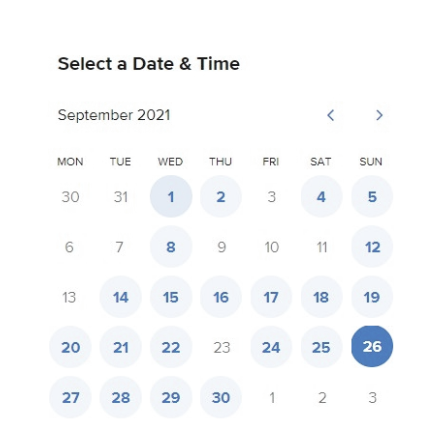 Select a Date & Time
September 2021
MON TUE WED THU FRI SAT SUN
30 31 1 2 3 4 5
6 7 8 9 10 11 12
13 14 15 16 17 18 19
20 21 22 23 24 25 26
27 28 29 30 1 2 3